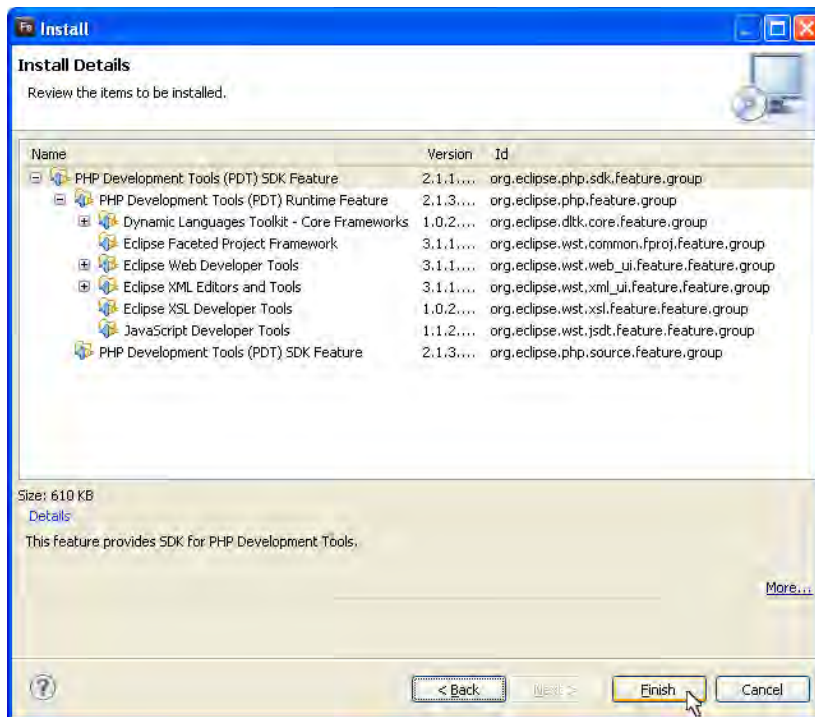 Fb Install
Install Details
Review the items to be installed.
Name Version Id
PHP Development Tools (PDT) SDK Feature 2.1.1.... org.eclipse.php.sdk.feature.group
PHP Development Tools (PDT) Runtime Feature 2.1.3.... org.eclipse.php.feature.group
Dynamic Languages Toolkit - Core Frameworks 1.0.2.... org.eclipse.dltk.core.feature.group
Eclipse Faceted Project Framework 3.1.1.... org.eclipse.wst.common.fproj.feature.group
Eclipse Web Developer Tools 3.1.1.... org.eclipse.wst.web_ui.feature.feature.group
Eclipse XML Editors and Tools 3.1.1.... org.eclipse.wst.xml_ui.feature.feature.group
Eclipse XSL Developer Tools 1.0.2.... org.eclipse.wst.xsl.feature.feature.group
JavaScript Developer Tools 1.1.2.... org.eclipse.wst.jsdt.feature.feature.group
PHP Development Tools (PDT) SDK Feature 2.1.3.... org.eclipse.php.source.feature.group
Size: 610 KB
Details
This feature provides SDK for PHP Development Tools.
More...
? < Back Next > Finish Cancel